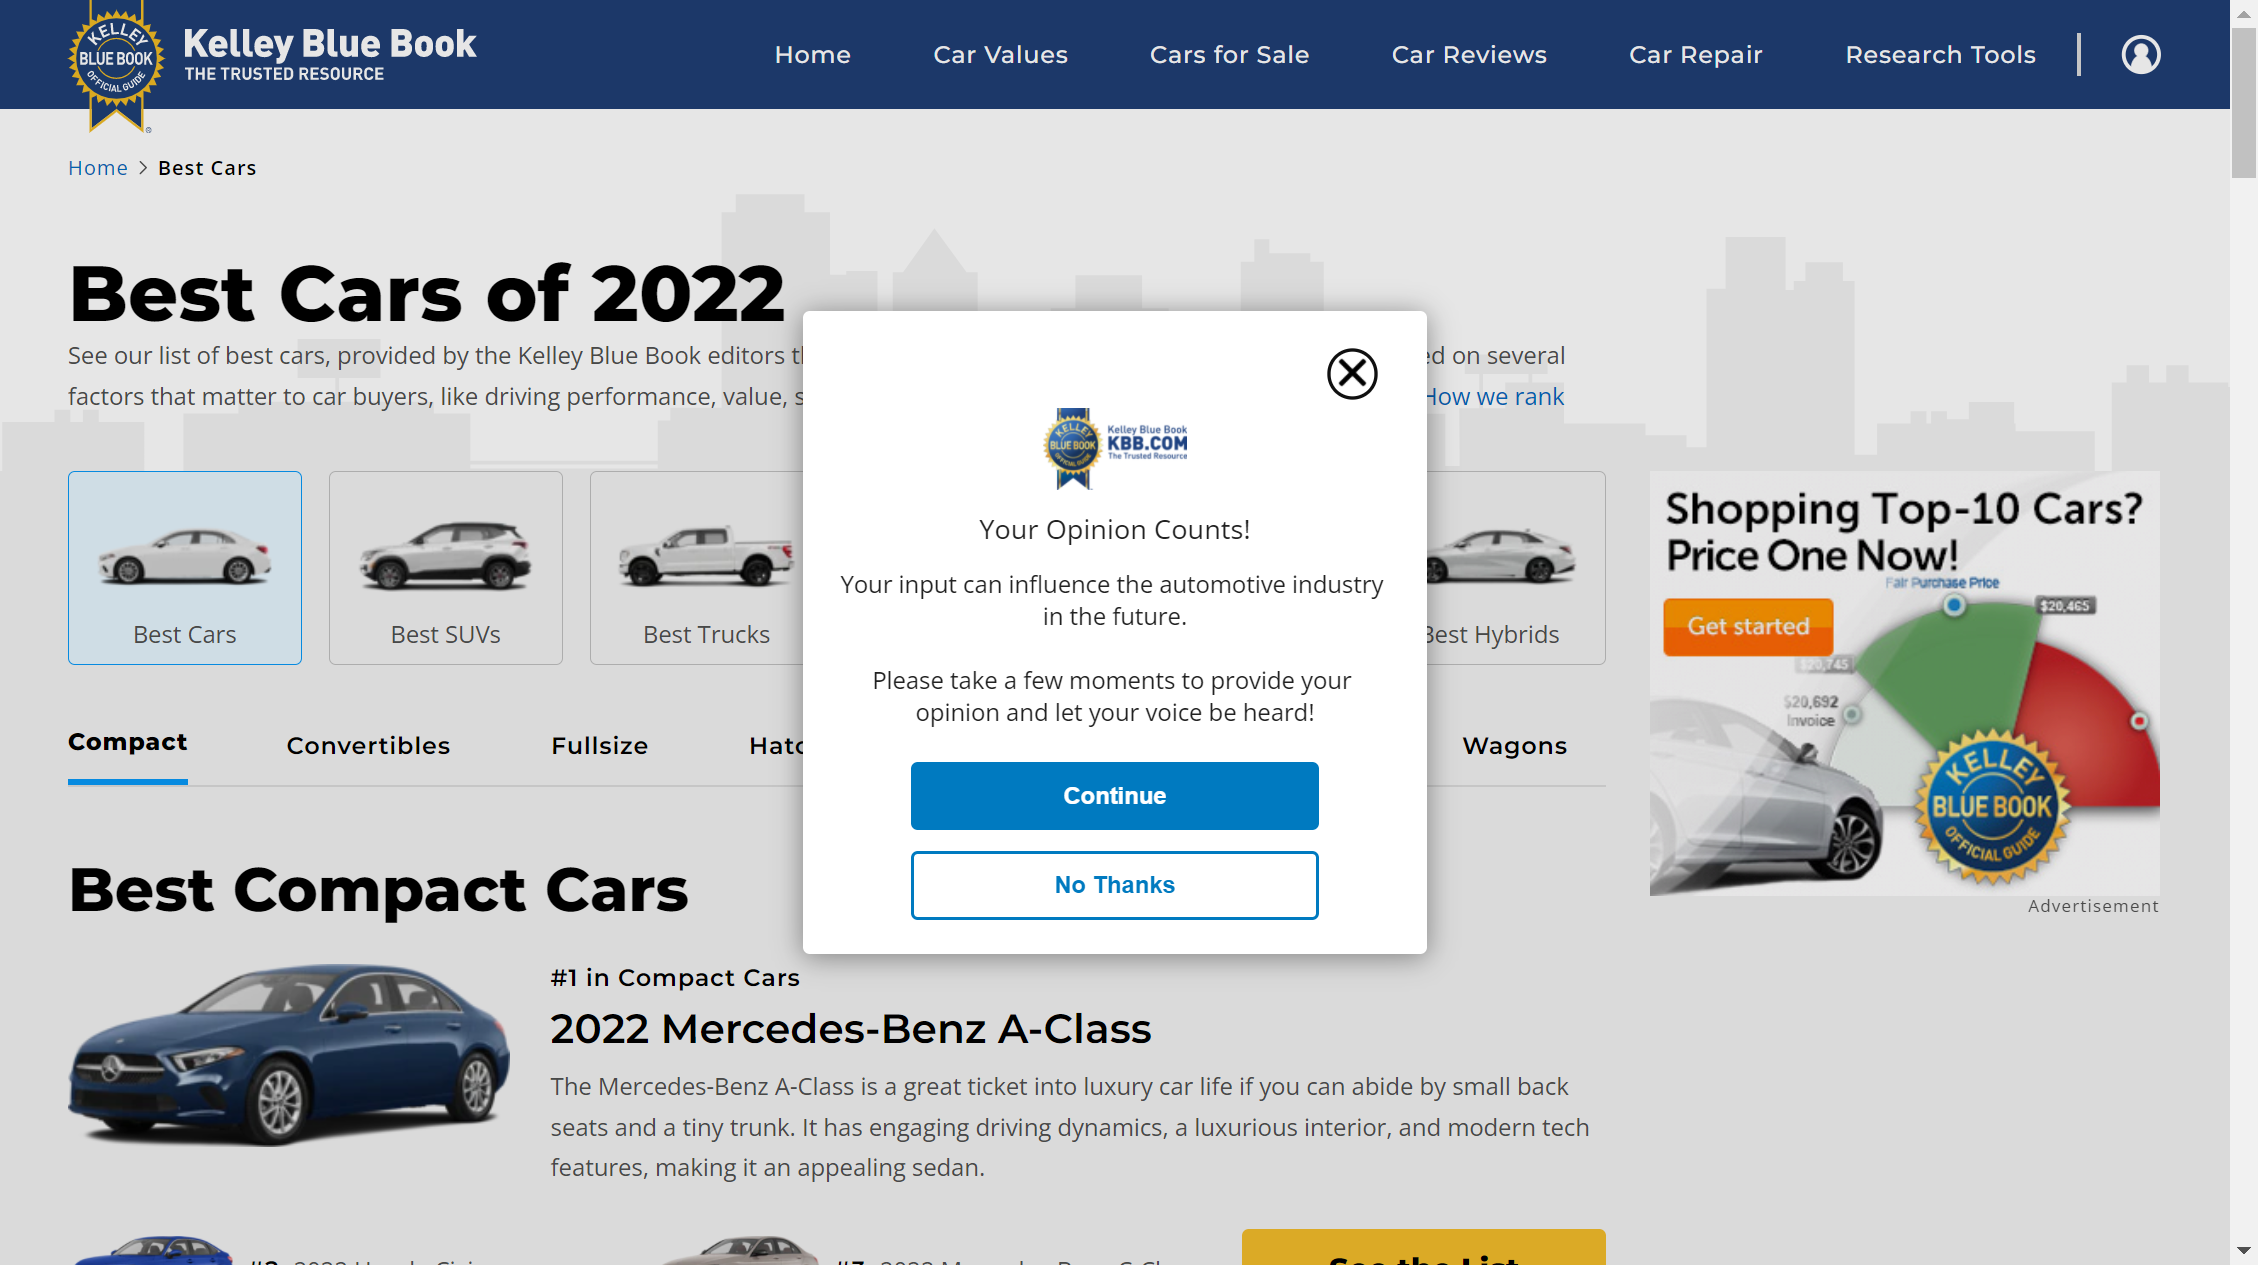 KELLEY
BLUE BOOK
OFFICIAL GUIDE
Kelley Blue Book
THE TRUSTED RESOURCE
Home
Car Values
Cars for Sale
Car Reviews
Car Repair
Research Tools
Home > Best Cars
Best Cars of 2022
See our list of best cars, provided by the Kelley Blue Book editors
ed on several
factors that matter to car buyers, like driving performance, value,
How we rank
Best Cars
Best SUVs
Best Trucks
Best Hybrids
Compact
Convertibles
Fullsize
Hatc
Wagons
KELLEY
BLUE BOOK
OFFICIAL GUIDE
Kelley Blue Book
KBB.COM
The Trusted Resource
Your Opinion Counts!
Your input can influence the automotive industry
in the future.
Please take a few moments to provide your
opinion and let your voice be heard!
Continue
No Thanks
Shopping Top-10 Cars?
Price One Now!
Fair Purchase Price
$20,465
Get started
$20,745
$20,692
Invoice
KELLEY
BLUE BOOK
OFFICIAL GUIDE
Advertisement
Best Compact Cars
#1 in Compact Cars
2022 Mercedes-Benz A-Class
The Mercedes-Benz A-Class is a great ticket into luxury car life if you can abide by small back
seats and a tiny trunk. It has engaging driving dynamics, a luxurious interior, and modern tech
features, making it an appealing sedan.
See the List